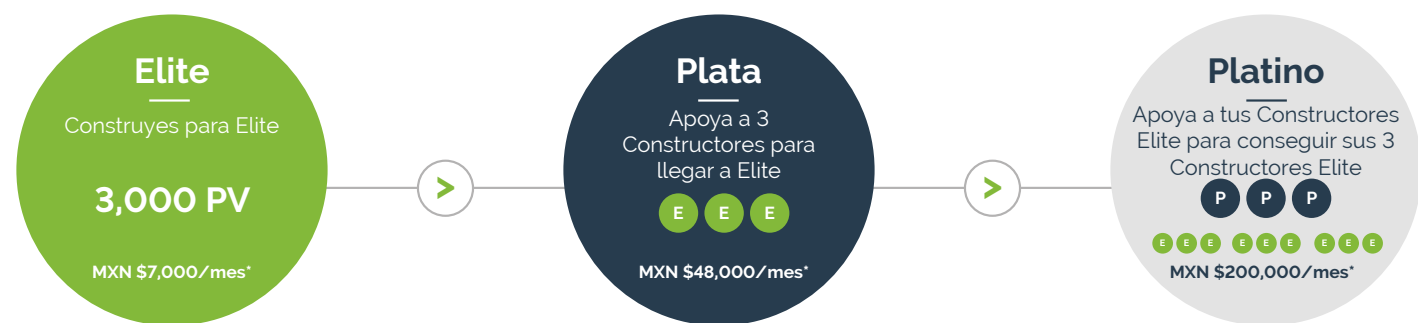 Elite
Construyes para Elite
3,000 PV
MXN $7,000/mes*
>
Plata
Apoya a 3
Constructores para
llegar a Elite
E E E
MXN $48,000/mes*
>
Platino
Apoya a tus Constructores
Elite para conseguir sus 3
Constructores Elite
P P P
E E E E E E E E E
MXN $200,000/mes*